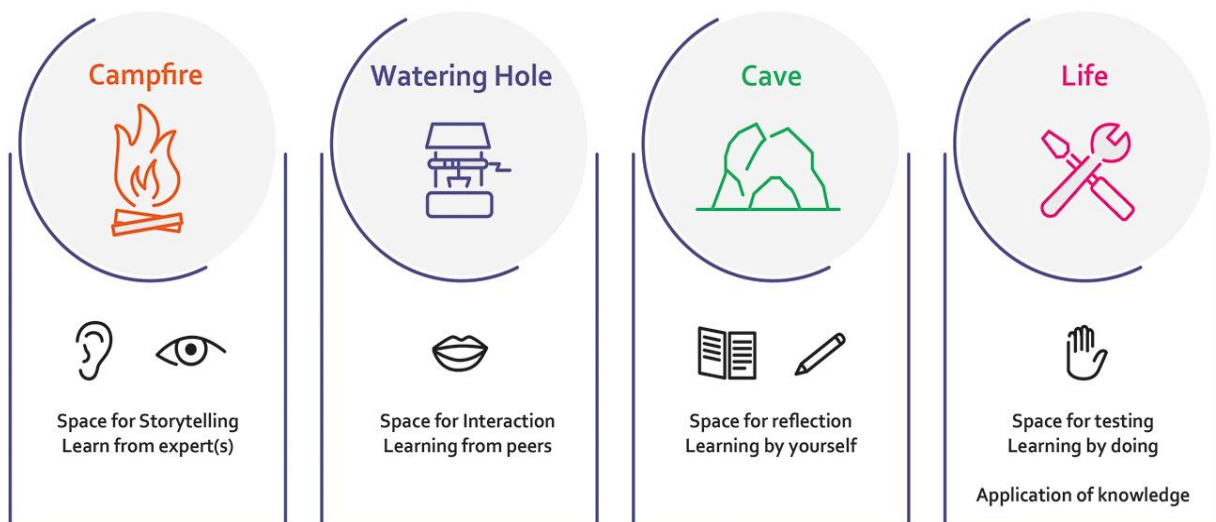 Campfire
Space for Storytelling
Learn from expert(s)
Watering Hole
Space for Interaction
Learning from peers
Cave
Space for reflection
Learning by yourself
Life
Space for testing
Learning by doing
Application of knowledge